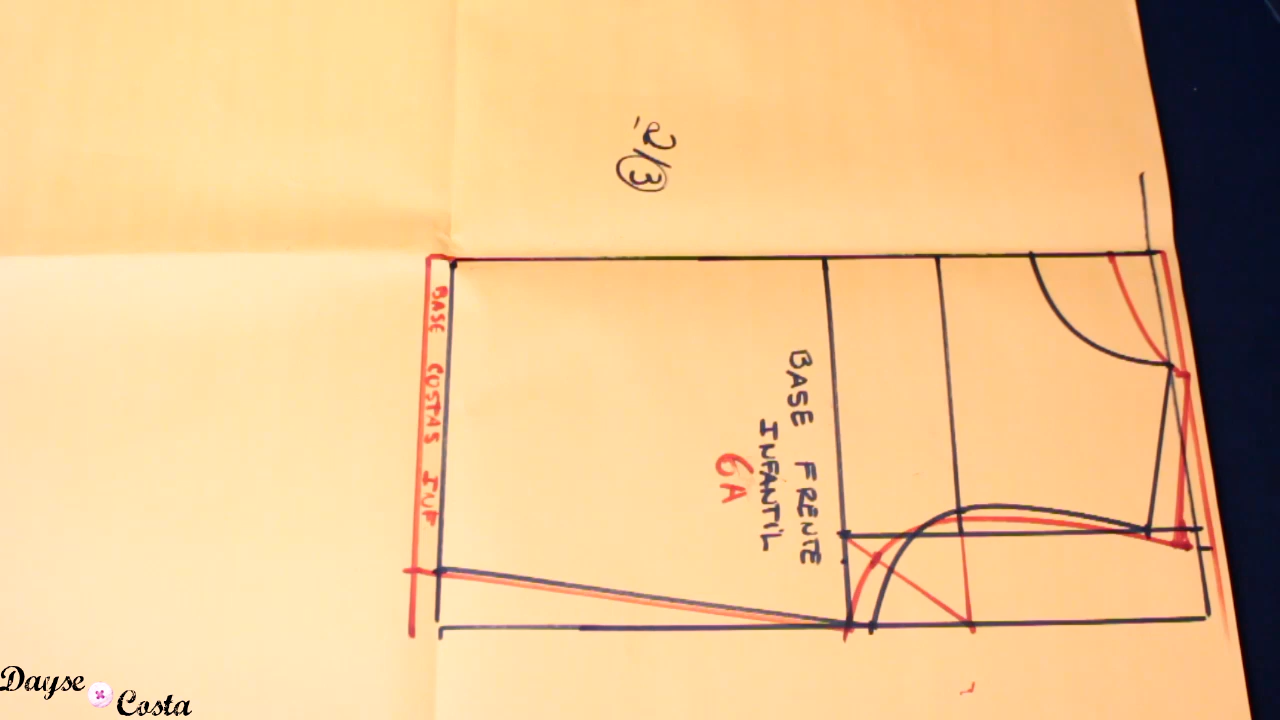 2/3
BASE FRENTE
INFANTIL
6A
BASE COSTAS INF
Dayse
Costa